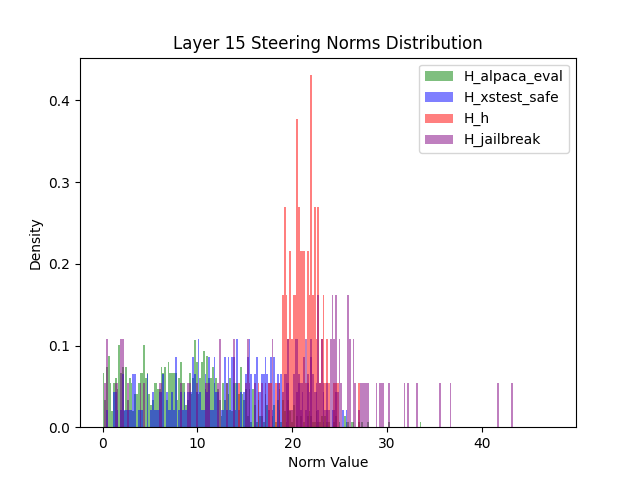 Layer 15 Steering Norms Distribution
H_alpaca_eval
H_xstest_safe
H_h
H_jailbreak
0.4
0.3
0.2
0.1
0.0
Density
0
10
20
30
40
Norm Value